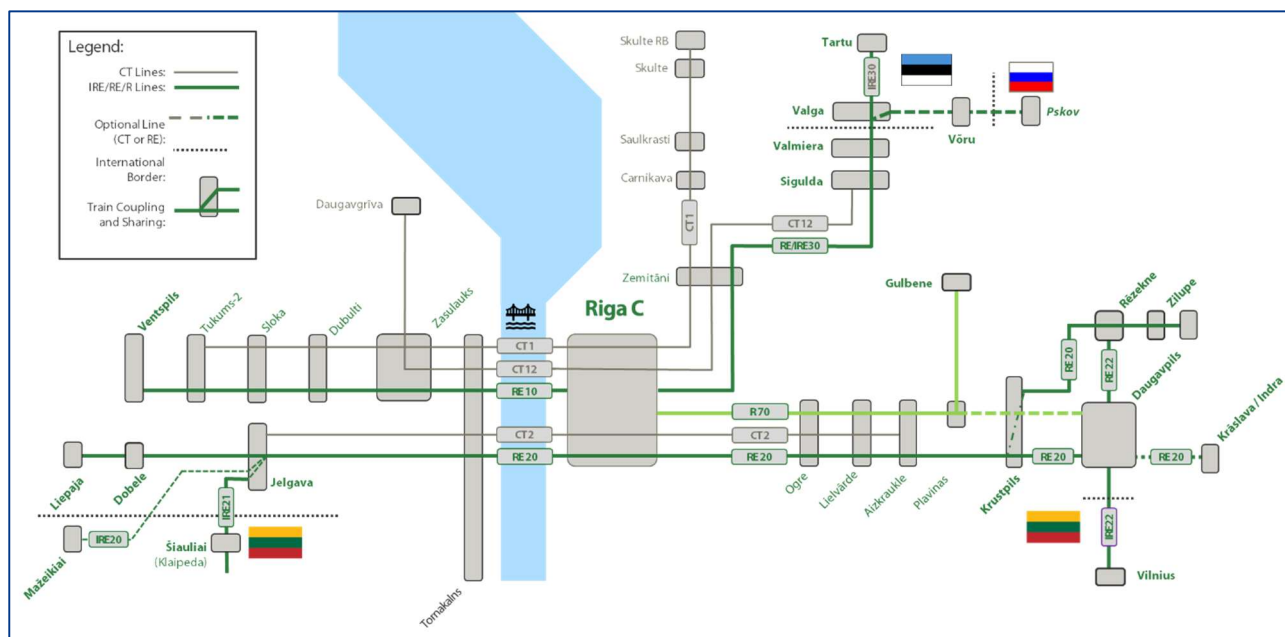 Legend:
CT Lines:
IRE/RE/R Lines:
Optional Line
(CT or RE):
International
Border:
Train Coupling
and Sharing:
Skulte RB
Skulte
Saulkrasti
Carnikava
CT1
Zemitāni
Tartu
IRE30
Valga
Võru
Pskov
Valmiera
Sigulda
CT12
RE/IRE30
Daugavgrīva
Ventspils
Tukums-2
Sloka
Dubulti
Zasulauks
Riga C
CT1
CT12
RE10
Gulbene
Rēzekne
Zilupe
RE20
RE22
Daugavpils
Krāslava / Indra
R70
CT2
CT2
RE20
RE20
RE20
RE20
Liepaja
Dobele
Jelgava
Ogre
Lielvārde
Aizkraukle
Plavinas
Krustpils
IRE21
IRE20
Mažeikiai
Šiauliai
(Klaipeda)
Tornakalns
IRE22
Vilnius